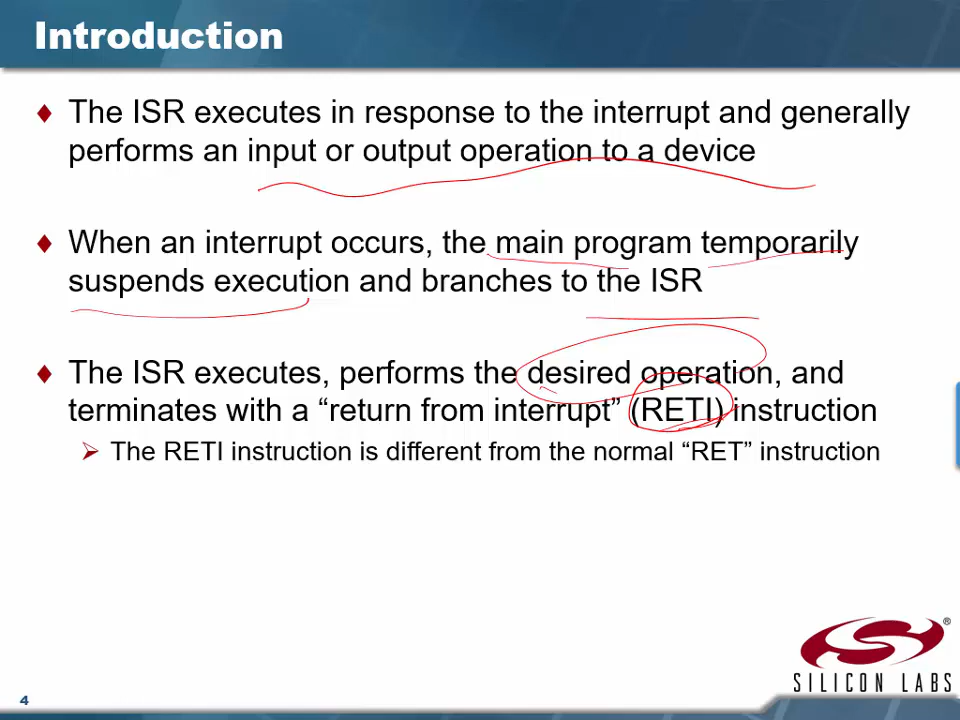 Introduction
The ISR executes in response to the interrupt and generally
performs an input or output operation to a device
When an interrupt occurs, the main program temporarily
suspends execution and branches to the ISR
The ISR executes, performs the desired operation, and
terminates with a “return from interrupt” (RETI) instruction
The RETI instruction is different from the normal “RET” instruction
®
SILICON LABS
4